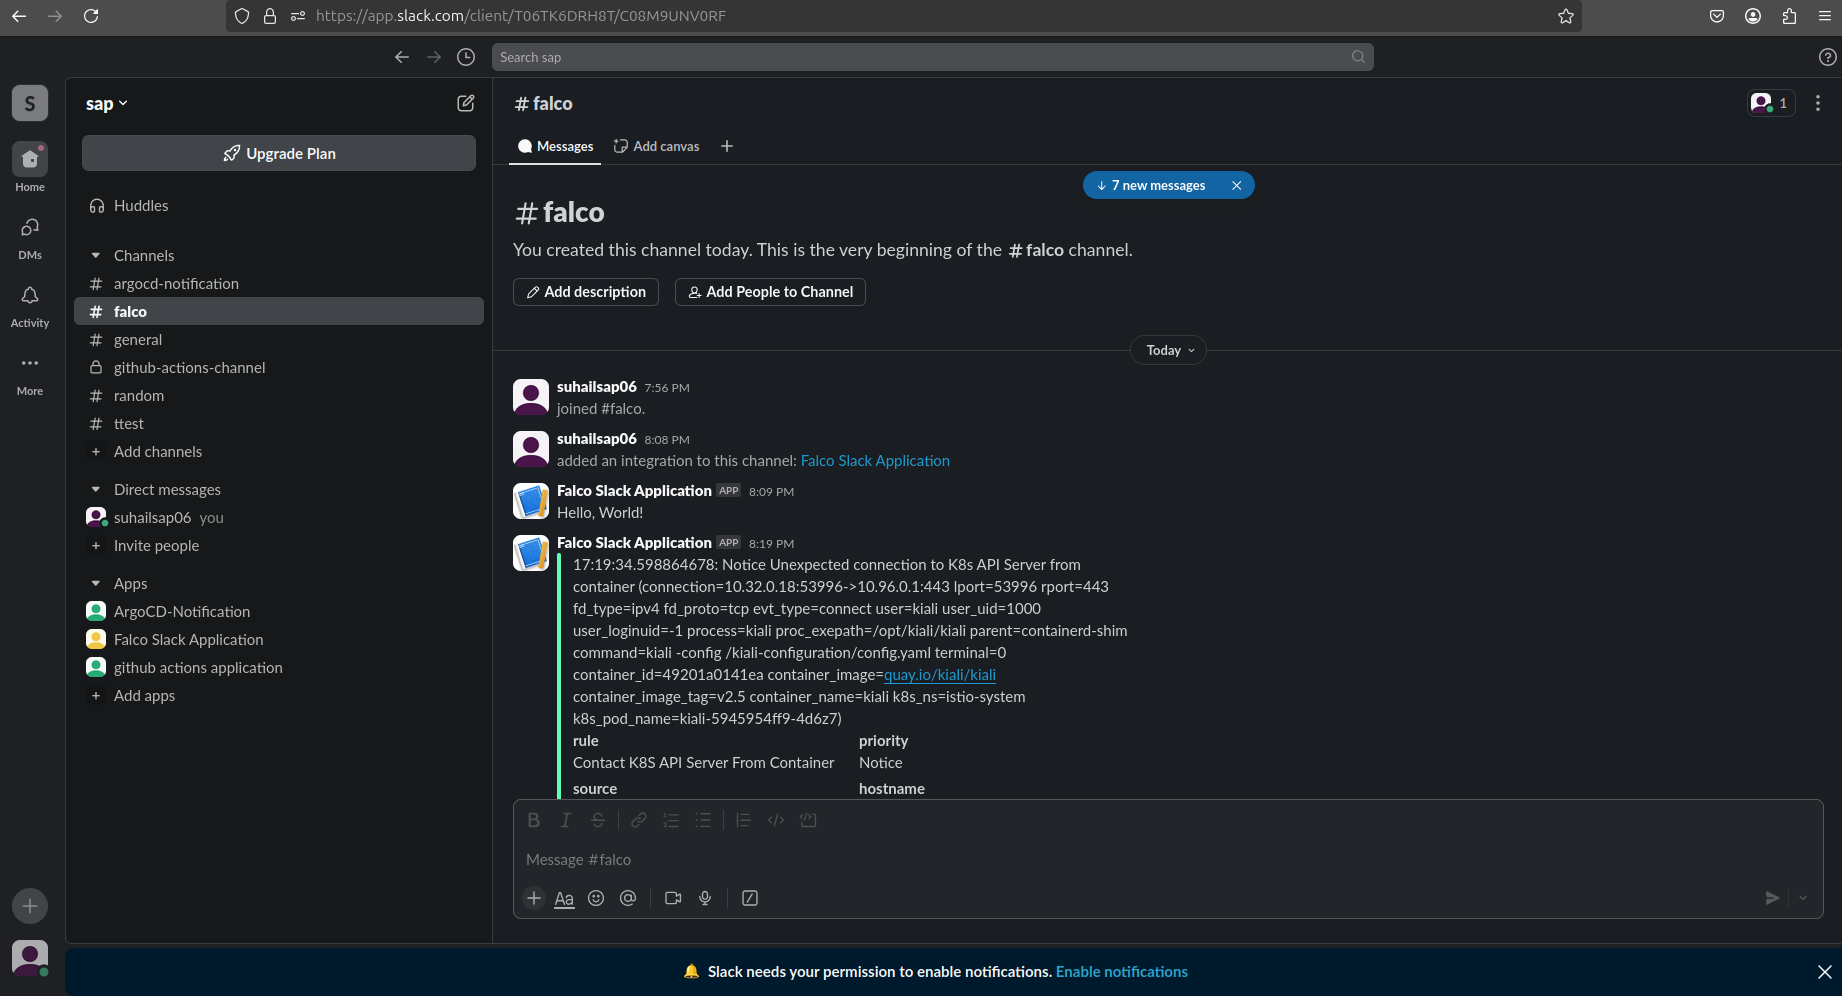 https://app.slack.com/client/T06TK6DRH8T/C08M9UNV0RF
Search sap
S
Home
DMs
Activity
More
sap
Upgrade Plan
Huddles
Channels
# argocd-notification
# falco
# general
github-actions-channel
# random
# ttest
+ Add channels
Direct messages
suhailsap06 you
+ Invite people
Apps
ArgoCD-Notification
Falco Slack Application
github actions application
+ Add apps
# falco
1
Messages
Add canvas
+
7 new messages
# falco
You created this channel today. This is the very beginning of the # falco channel.
Add description
Add People to Channel
Today
suhailsap06 7:56 PM
joined #falco.
suhailsap06 8:08 PM
added an integration to this channel: Falco Slack Application
Falco Slack Application APP 8:09 PM
Hello, World!
Falco Slack Application APP 8:19 PM
17:19:34.598864678: Notice Unexpected connection to K8s API Server from
container (connection=10.32.0.18:53996->10.96.0.1:443 lport=53996 rport=443
fd_type=ipv4 fd_proto=tcp evt_type=connect user=kiali user_uid=1000
user_loginuid=-1 process=kiali proc_exepath=/opt/kiali/kiali parent=containerd-shim
command=kiali -config /kiali-configuration/config.yaml terminal=0
container_id=49201a0141ea container_image=quay.io/kiali/kiali
container_image_tag=v2.5 container_name=kiali k8s_ns=istio-system
k8s_pod_name=kiali-5945954ff9-4d6z7)
rule priority
Contact K8S API Server From Container Notice
source hostname
B I S
Message #falco
+ Aa @
Slack needs your permission to enable notifications. Enable notifications